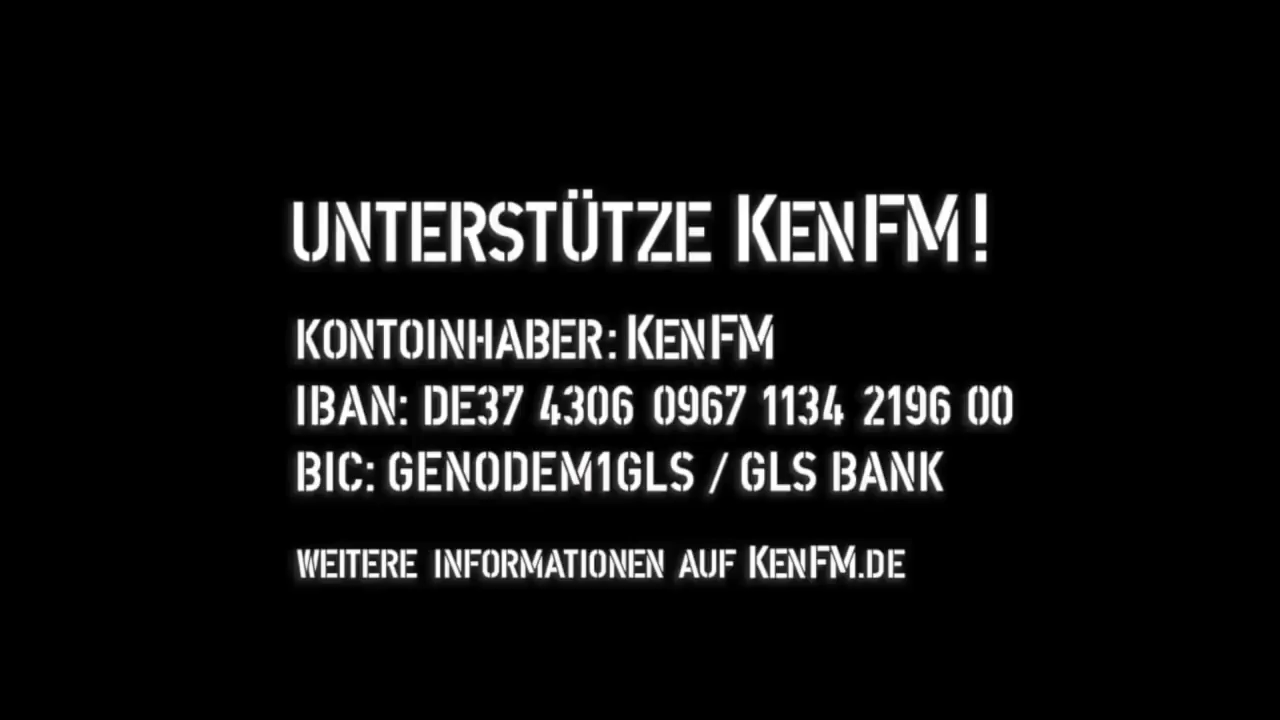 UNTERSTÜTZE KENFM!
KONTOINHABER: KENFM
IBAN: DE37 4306 0967 1134 2196 00
BIC: GENODEM1GLS / GLS BANK
WEITERE INFORMATIONEN AUF KENFM.DE